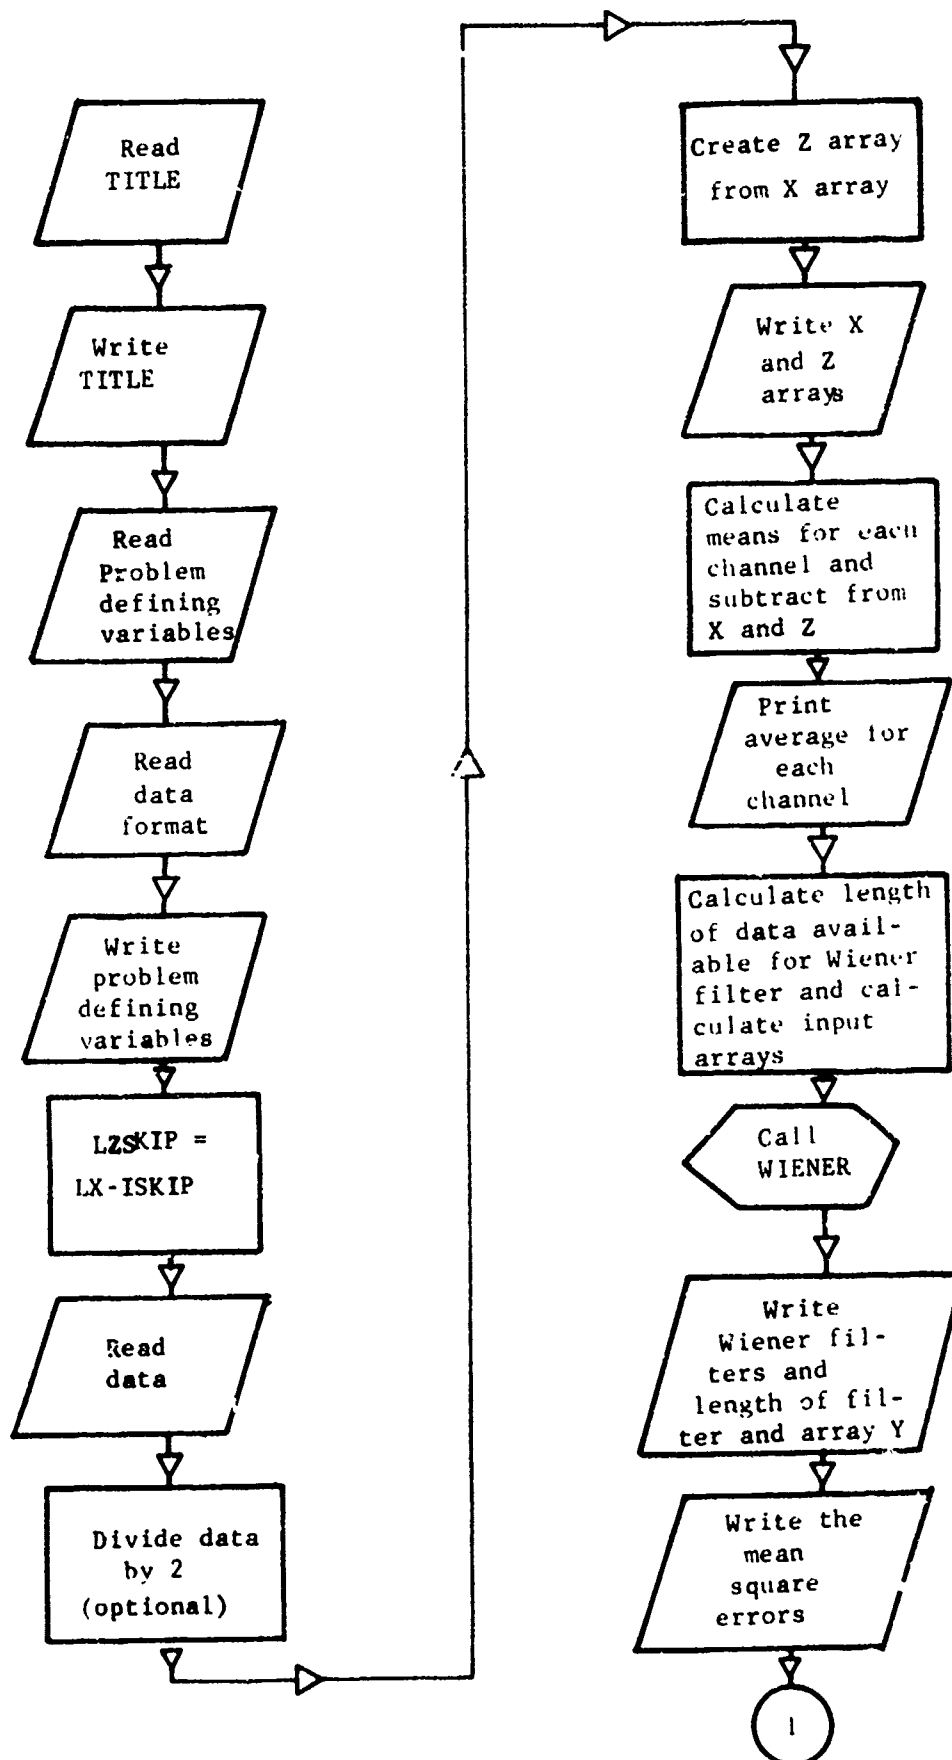 Read
TITLE
Write
TITLE
Read
Problem
defining
variables
Read
data
format
Write
problem
defining
variables
LZSKIP =
LX-ISKIP
Read
data
Divide data
by 2
(optional)
Create Z array
from X array
Write X
and Z
arrays
Calculate
means for each
channel and
subtract from
X and Z
Print
average for
each
channel
Calculate length
of data avail-
able for Wiener
filter and cal-
culate input
arrays
Call
WIENER
Write
Wiener fil-
ters and
length of fil-
ter and array Y
Write the
mean
square
errors
1